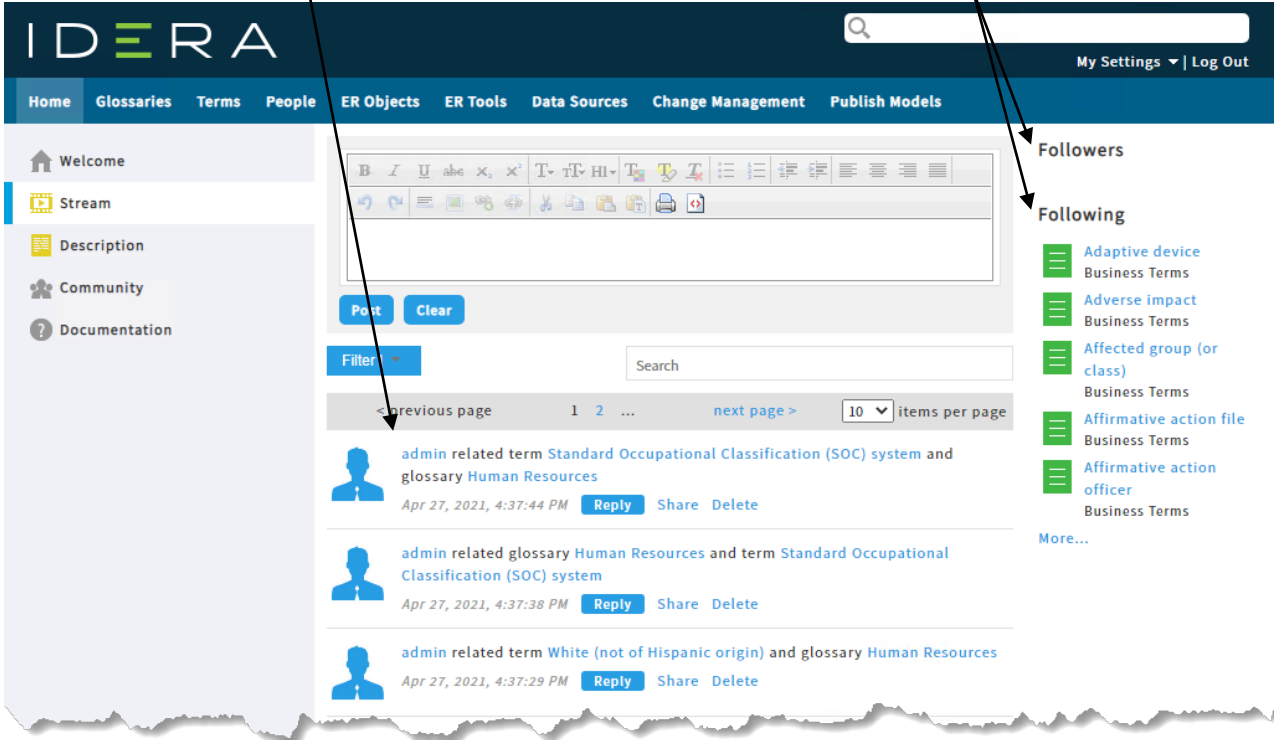 IDERA
My Settings | Log Out
Home Glossaries Terms People ER Objects ER Tools Data Sources Change Management Publish Models
Welcome
Stream
Description
Community
Documentation
B I U abc X₁ X² T T HI
Post Clear
Filter
Search
< previous page 1 2 ... next page > 10 items per page
admin related term Standard Occupational Classification (SOC) system and
glossary Human Resources
Apr 27, 2021, 4:37:44 PM Reply Share Delete
admin related glossary Human Resources and term Standard Occupational
Classification (SOC) system
Apr 27, 2021, 4:37:38 PM Reply Share Delete
admin related term White (not of Hispanic origin) and glossary Human Resources
Apr 27, 2021, 4:37:29 PM Reply Share Delete
Followers
Following
Adaptive device
Business Terms
Adverse impact
Business Terms
Affected group (or
class)
Business Terms
Affirmative action file
Business Terms
Affirmative action
officer
Business Terms
More...